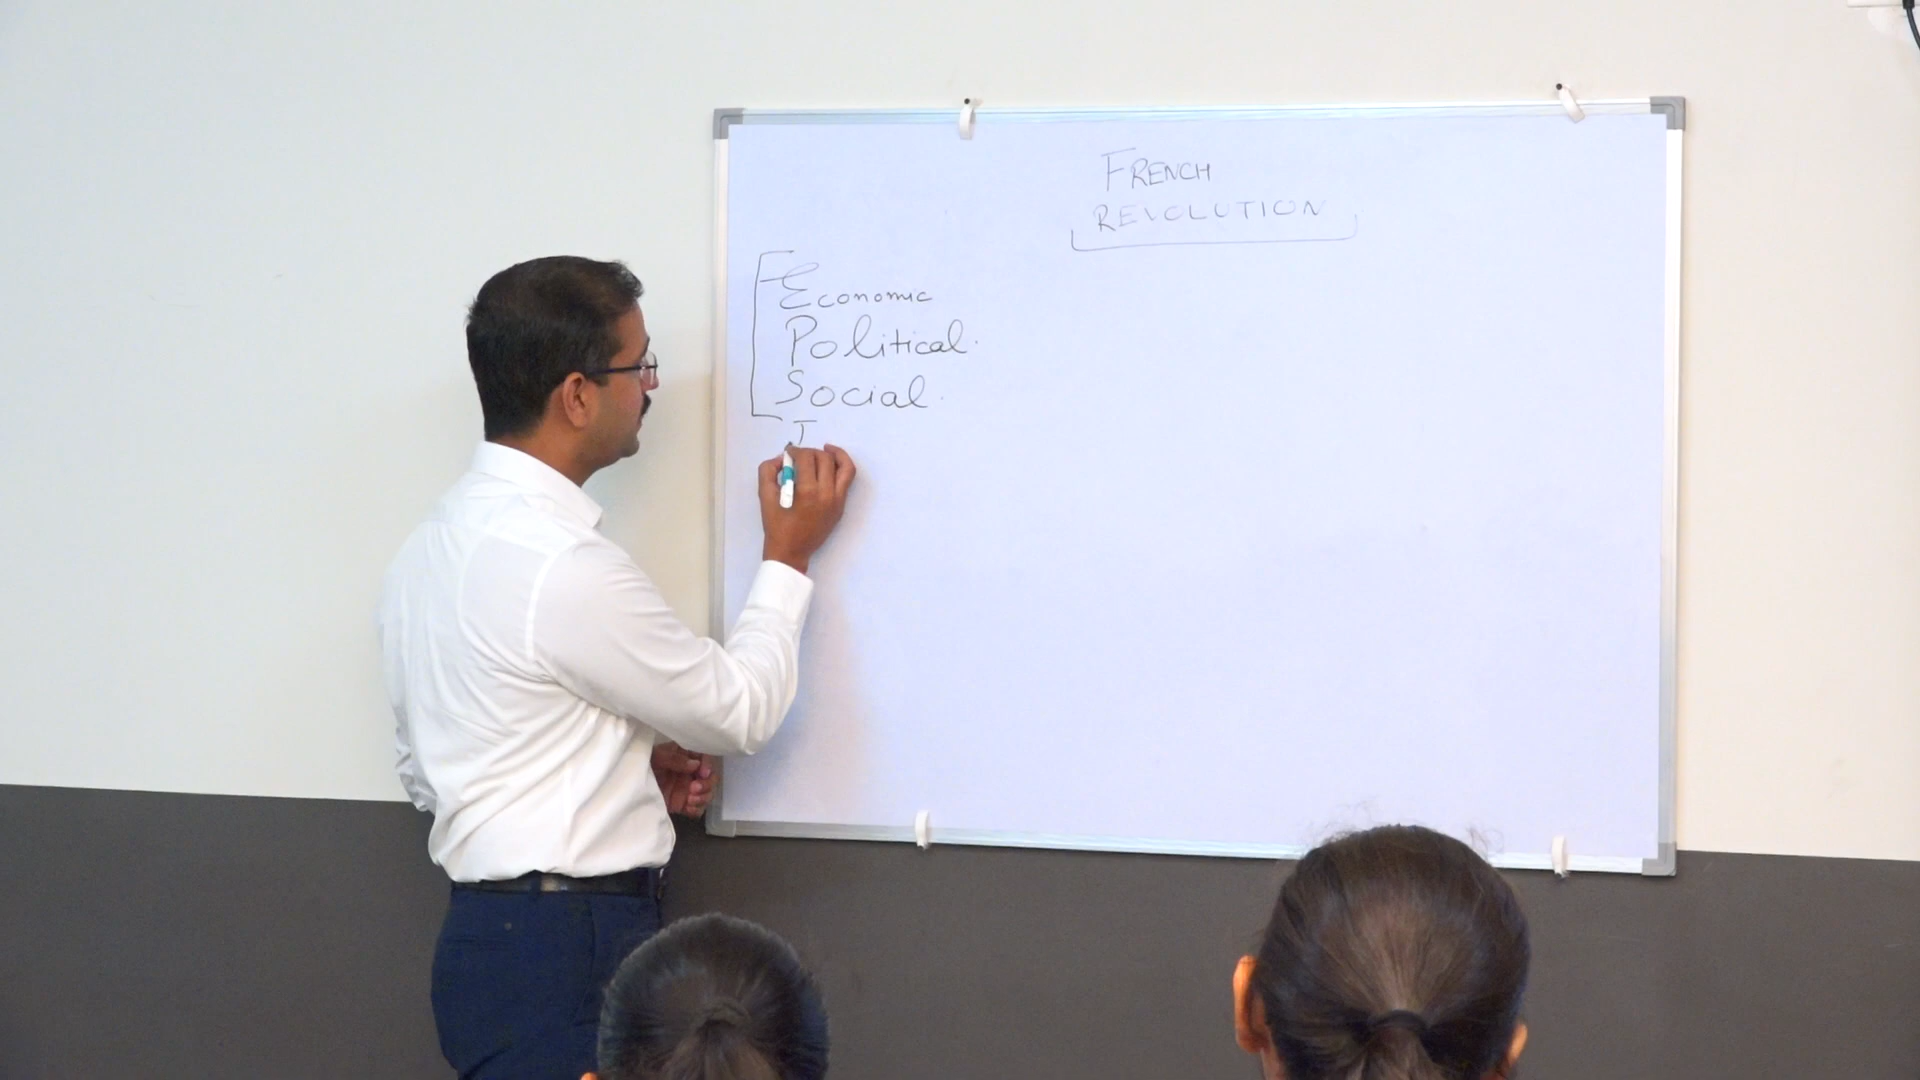 FRENCH
REVOLUTION
Economic
Political.
Social.
I